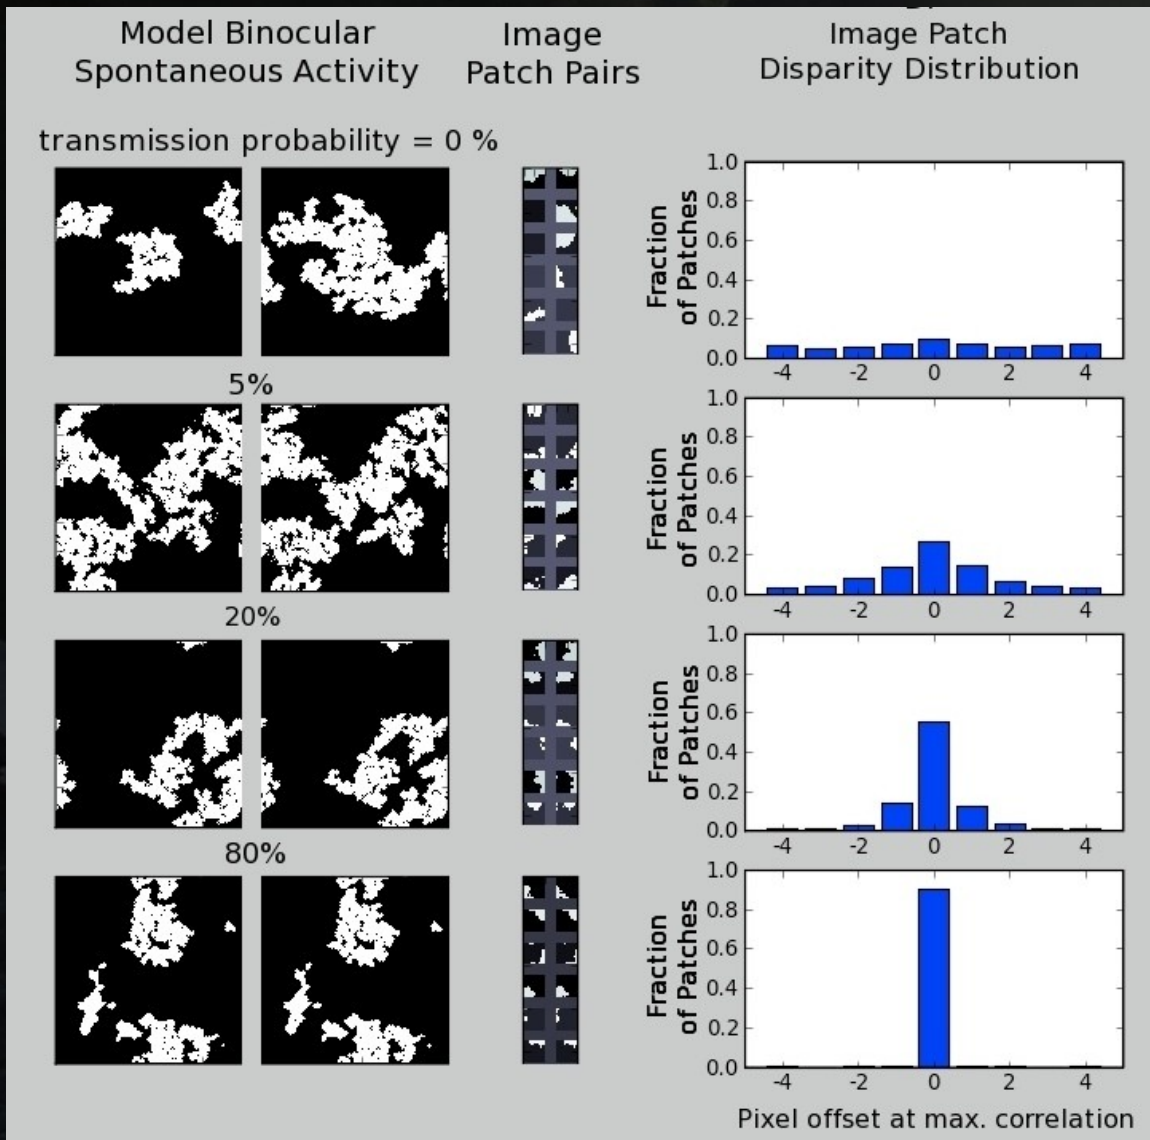 Model Binocular
Spontaneous Activity
Image
Patch Pairs
Image Patch
Disparity Distribution
transmission probability = 0 %
Fraction
of Patches
1.0
0.8
0.6
0.4
0.2
0.0
-4 -2 0 2 4
5%
Fraction
of Patches
1.0
0.8
0.6
0.4
0.2
0.0
-4 -2 0 2 4
20%
Fraction
of Patches
1.0
0.8
0.6
0.4
0.2
0.0
-4 -2 0 2 4
80%
Fraction
of Patches
1.0
0.8
0.6
0.4
0.2
0.0
-4 -2 0 2 4
Pixel offset at max. correlation